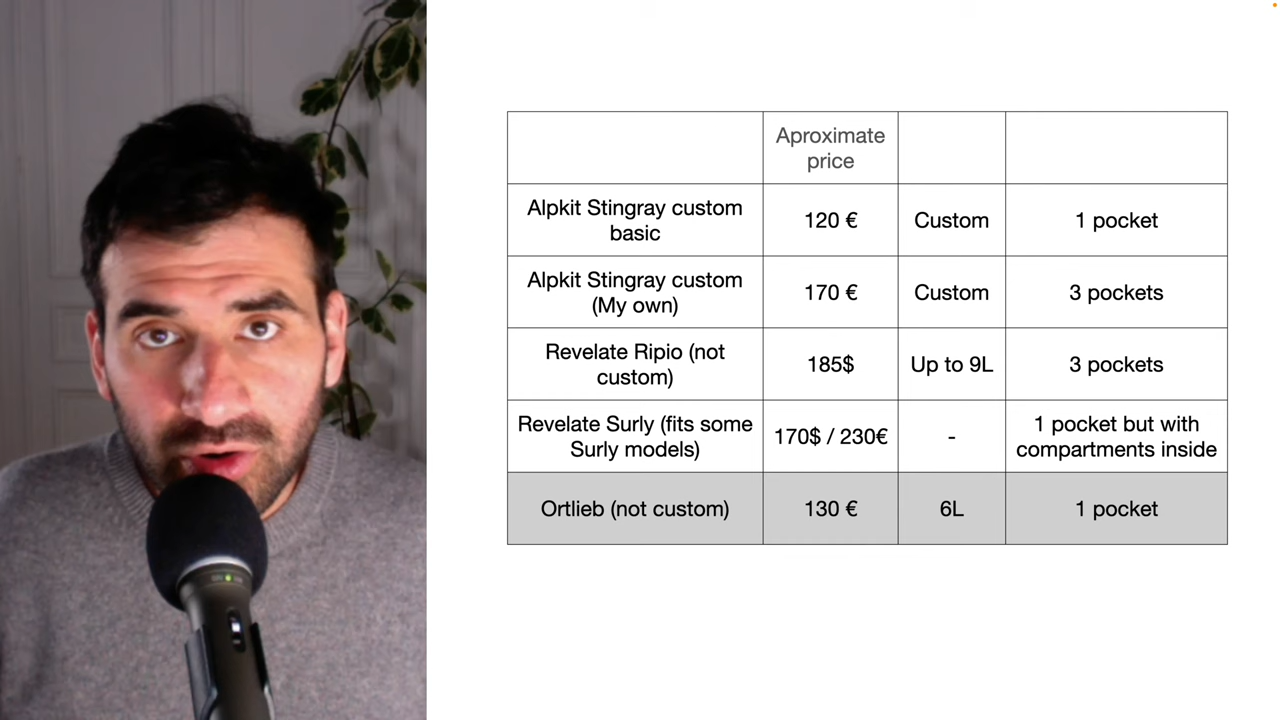 Aproximate
price
Alpkit Stingray custom
basic
120 €
Custom
1 pocket
Alpkit Stingray custom
(My own)
170 €
Custom
3 pockets
Revelate Ripio (not
custom)
185$
Up to 9L
3 pockets
Revelate Surly (fits some
Surly models)
170$ / 230€
-
1 pocket but with
compartments inside
Ortlieb (not custom)
130 €
6L
1 pocket